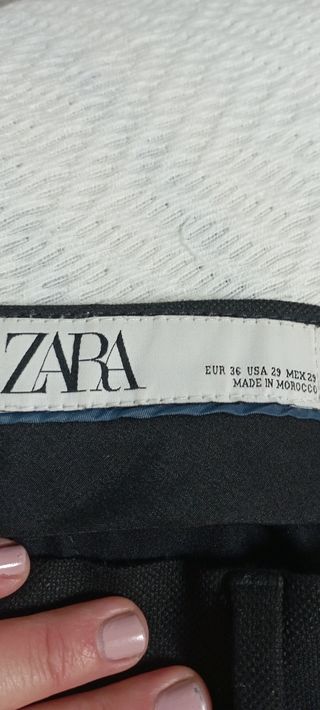 ZARA
EUR 36 USA 29 MEX 29
MADE IN MOROCCO